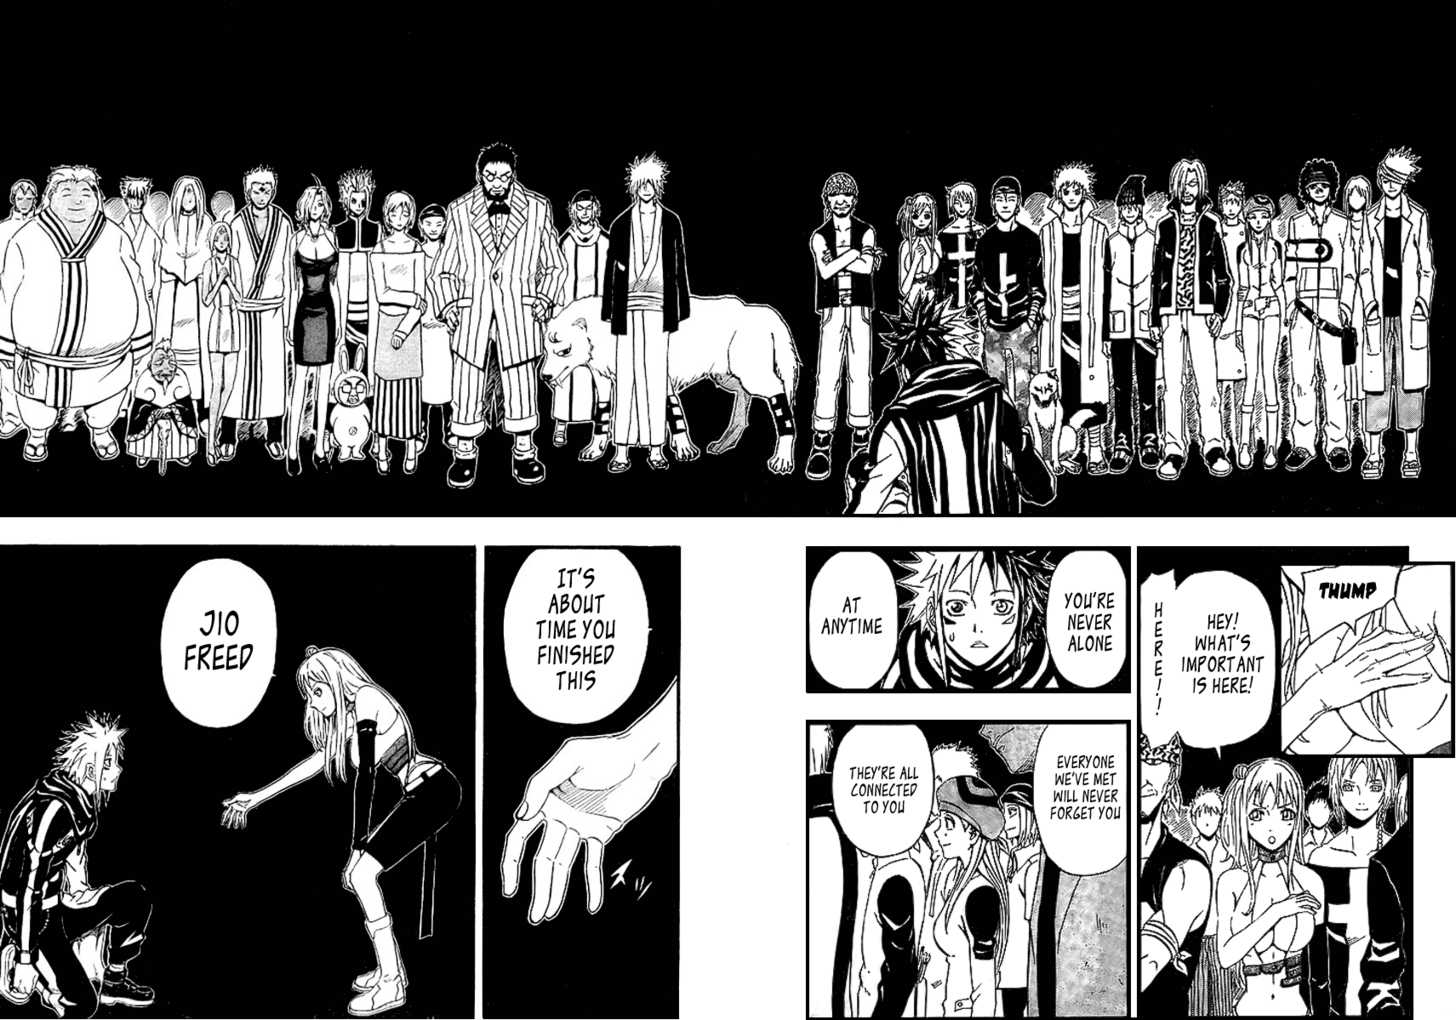 THUMP
HEY!
WHAT'S
IMPORTANT
IS HERE!
HERE!!
YOU'RE
NEVER
ALONE
AT
ANYTIME
EVERYONE
WE'VE MET
WILL NEVER
FORGET YOU
THEY'RE ALL
CONNECTED
TO YOU
IT'S
ABOUT
TIME YOU
FINISHED
THIS
JIO
FREED